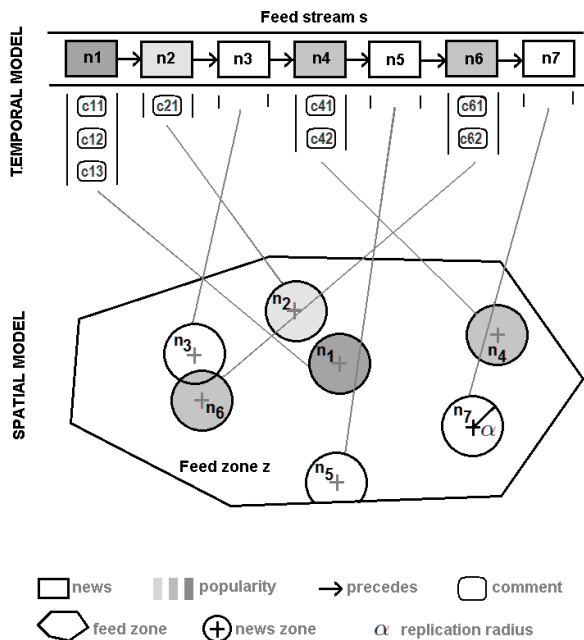 Feed stream s
TEMPORAL MODEL
n1 n2 n3 n4 n5 n6 n7
c11 c21 c41 c61
c12 c42 c62
c13
SPATIAL MODEL
n2
n3
n1
n4
n6
n7
α
n5
Feed zone z
news popularity precedes comment
feed zone news zone α replication radius